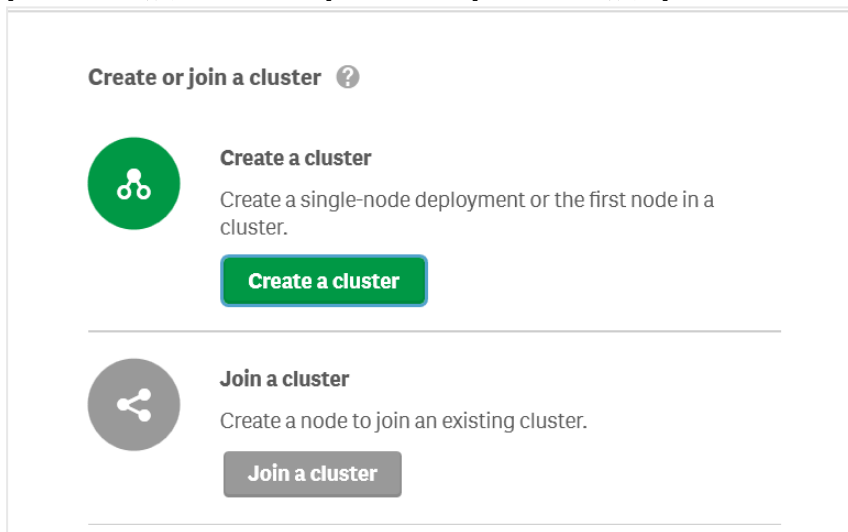 Create or join a cluster ?
Create a cluster
Create a single-node deployment or the first node in a
cluster.
Create a cluster
Join a cluster
Create a node to join an existing cluster.
Join a cluster